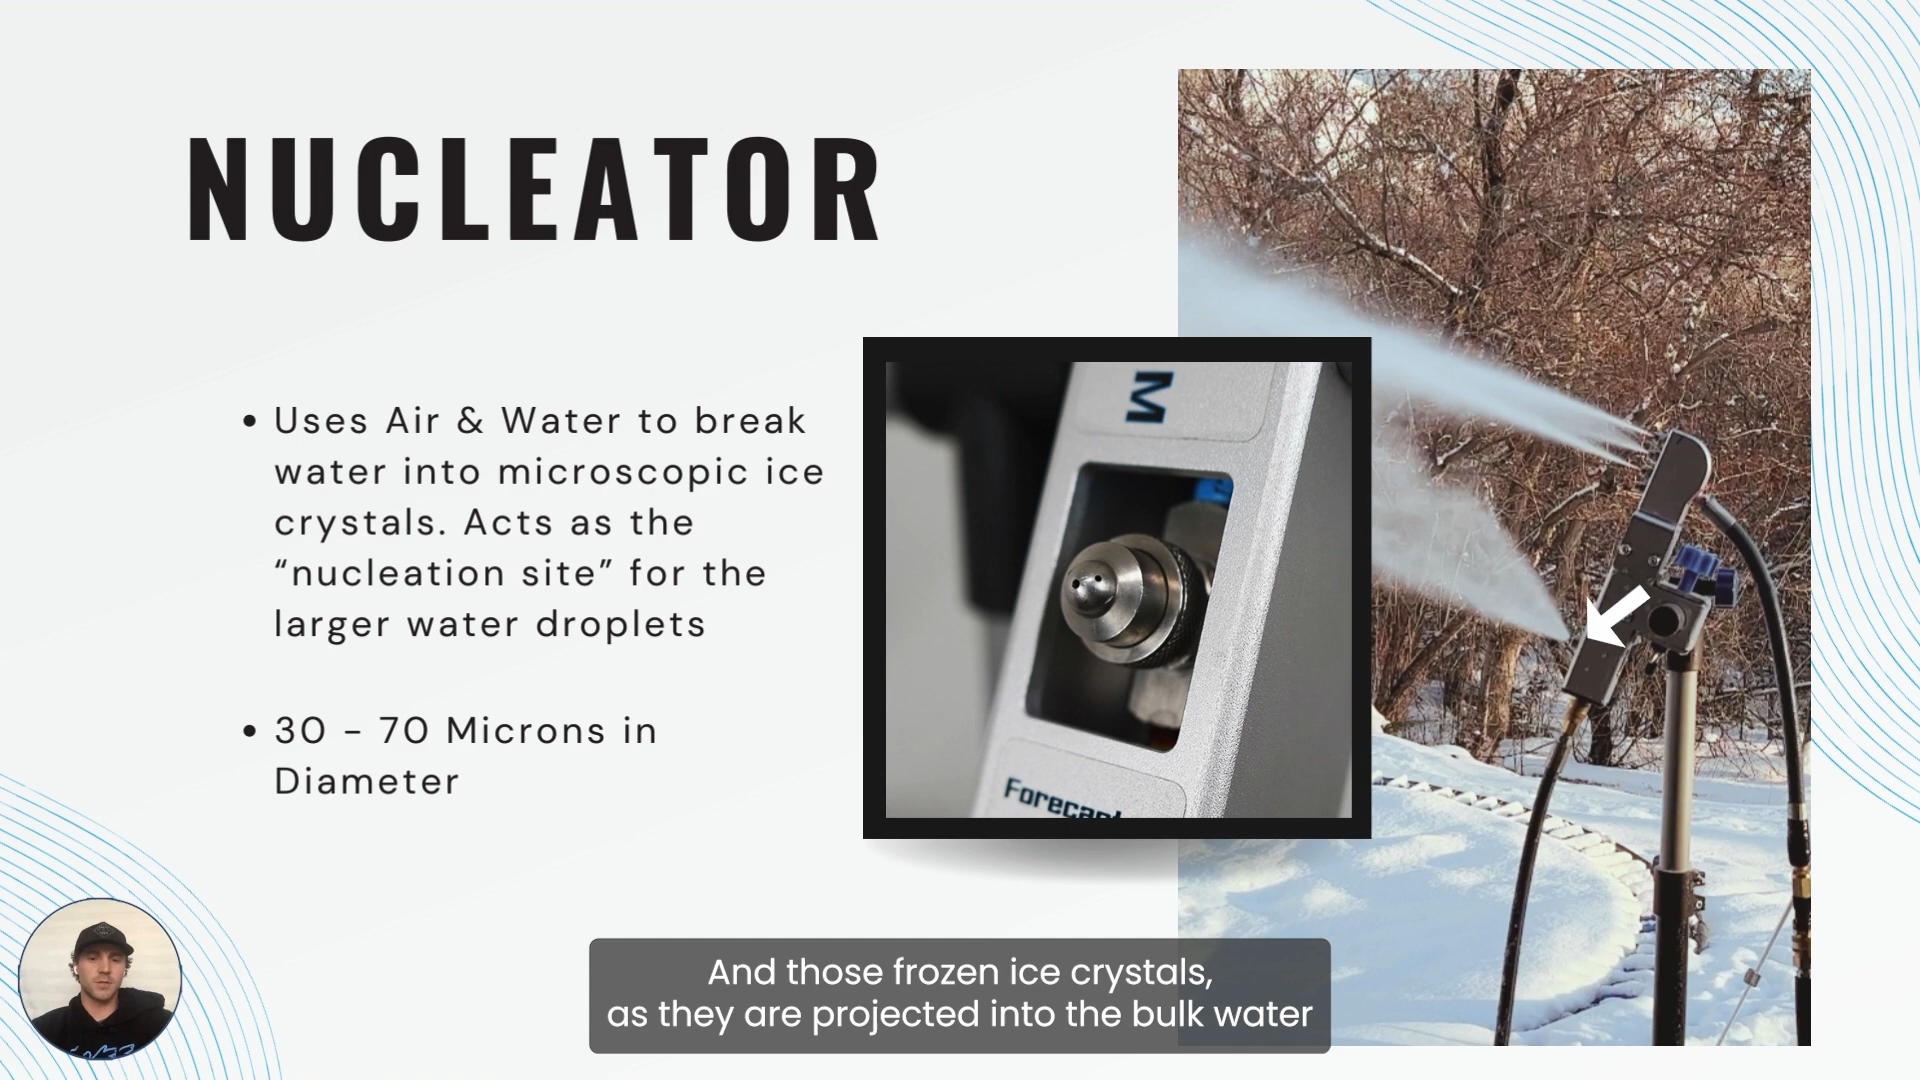 NUCLEATOR
• Uses Air & Water to break
water into microscopic ice
crystals. Acts as the
“nucleation site” for the
larger water droplets
• 30 - 70 Microns in
Diameter
M
Forecast
And those frozen ice crystals,
as they are projected into the bulk water